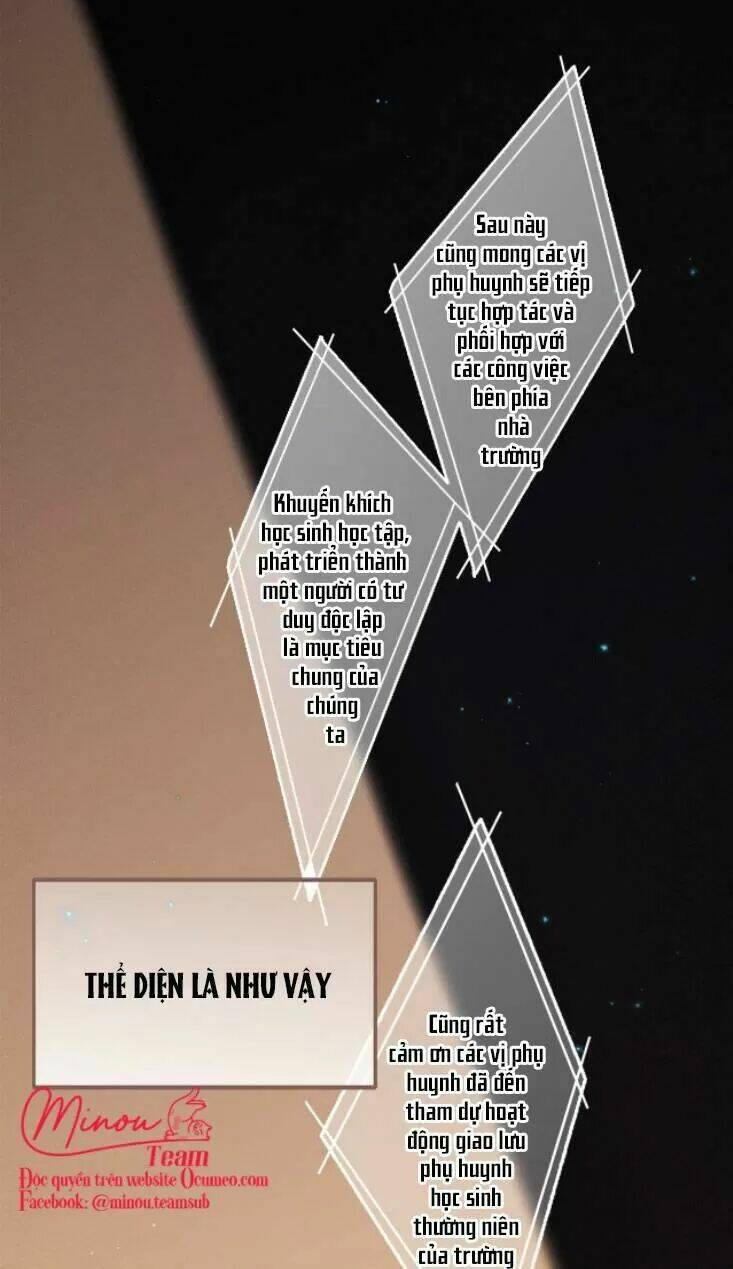 Sau này
cũng mong các vị
phụ huynh sẽ tiếp
tục hợp tác và
phối hợp với
các công việc
bên phía
nhà
trường
Khuyến khích
học sinh học tập,
phát triển thành
một người có tư
duy độc lập
là mục tiêu
chung của
chúng
ta
THỂ DIỆN LÀ NHƯ VẬY
Cũng rất
cảm ơn các vị phụ
huynh đã đến
tham dự hoạt
động giao lưu
phụ huynh
học sinh
thường niên
của trường
Minou
Team
Độc quyền trên website Ocumeo.com
Facebook: @minou.teamsub